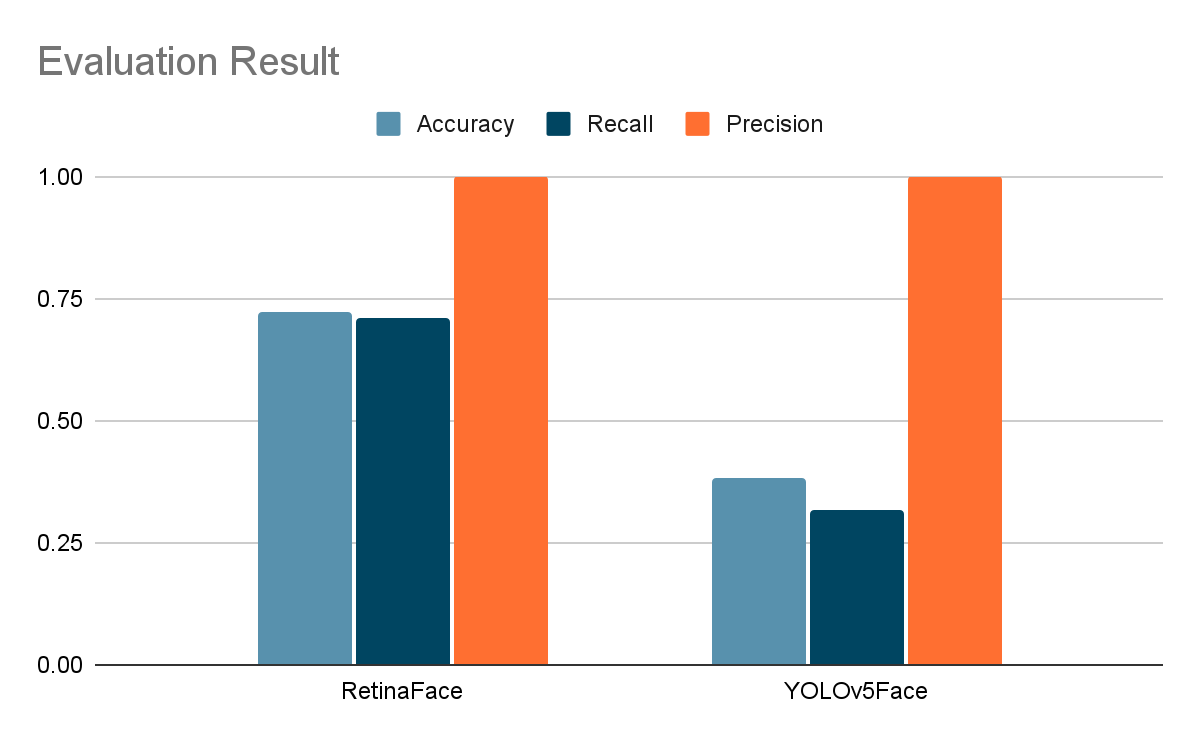 Evaluation Result
Accuracy Recall Precision
1.00
0.75
0.50
0.25
0.00
RetinaFace YOLOv5Face